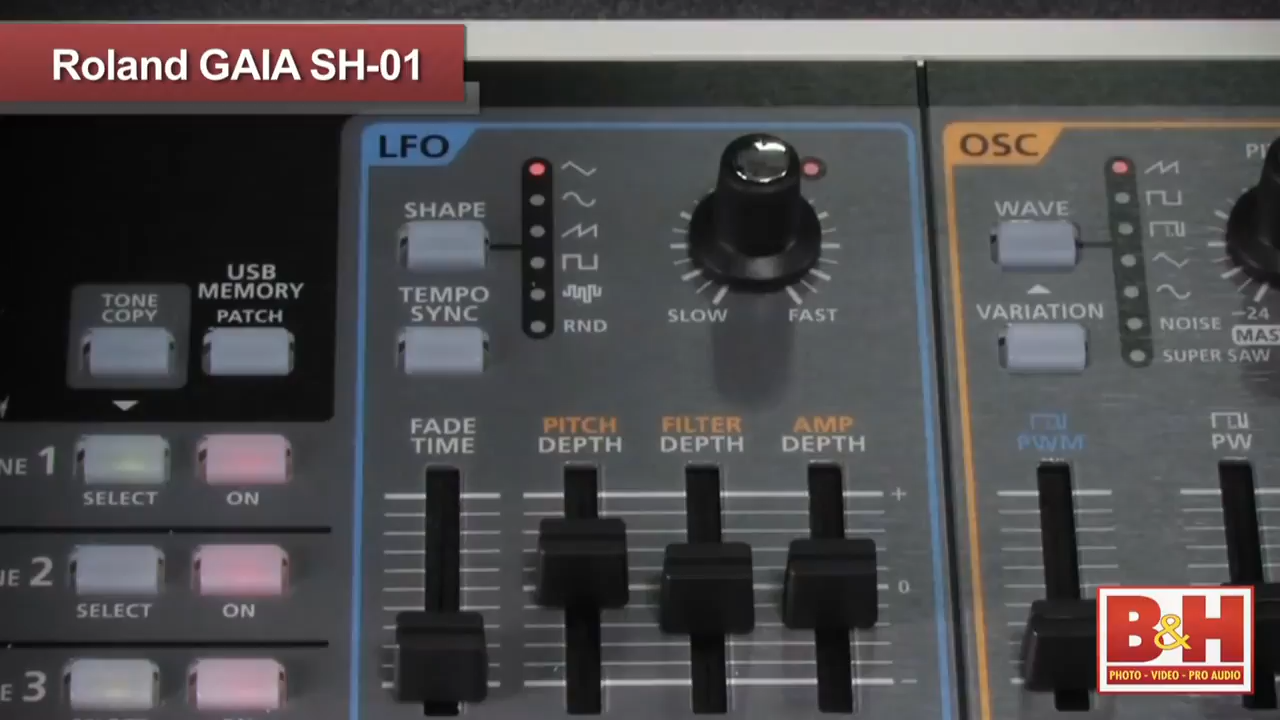 Roland GAIA SH-01
LFO
OSC
SHAPE
WAVE
USB
MEMORY
PATCH
TONE
COPY
TEMPO
SYNC
RND
SLOW
FAST
VARIATION
NOISE
SUPER SAW
-24
FADE
TIME
PITCH
DEPTH
FILTER
DEPTH
AMP
DEPTH
PWM
PW
+
0
-
1
SELECT
ON
2
SELECT
ON
3
B&H
PHOTO - VIDEO - PRO AUDIO